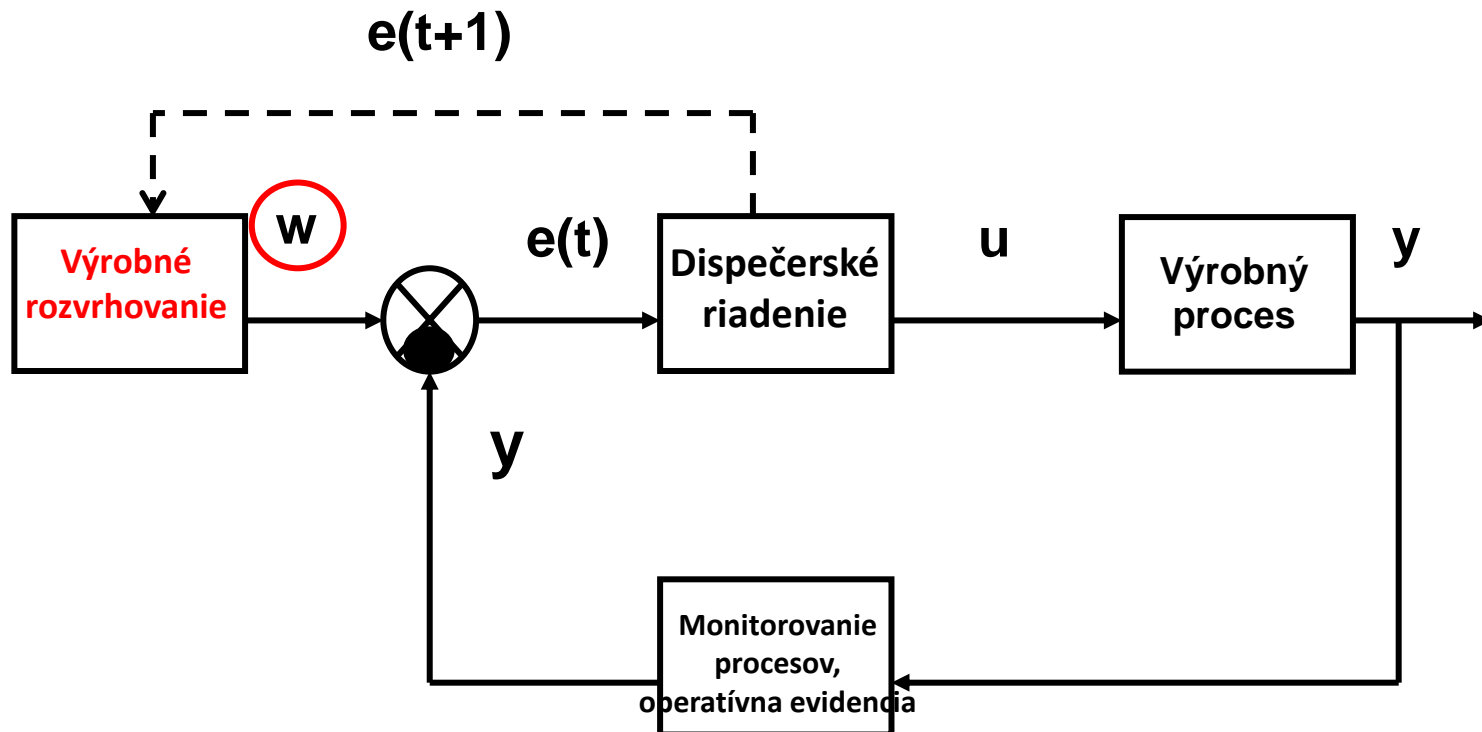 e(t+1)
w
e(t)
u
y
Výrobné
rozvrhovanie
Dispečerské
riadenie
Výrobný
proces
y
Monitorovanie
procesov,
operatívna evidencia